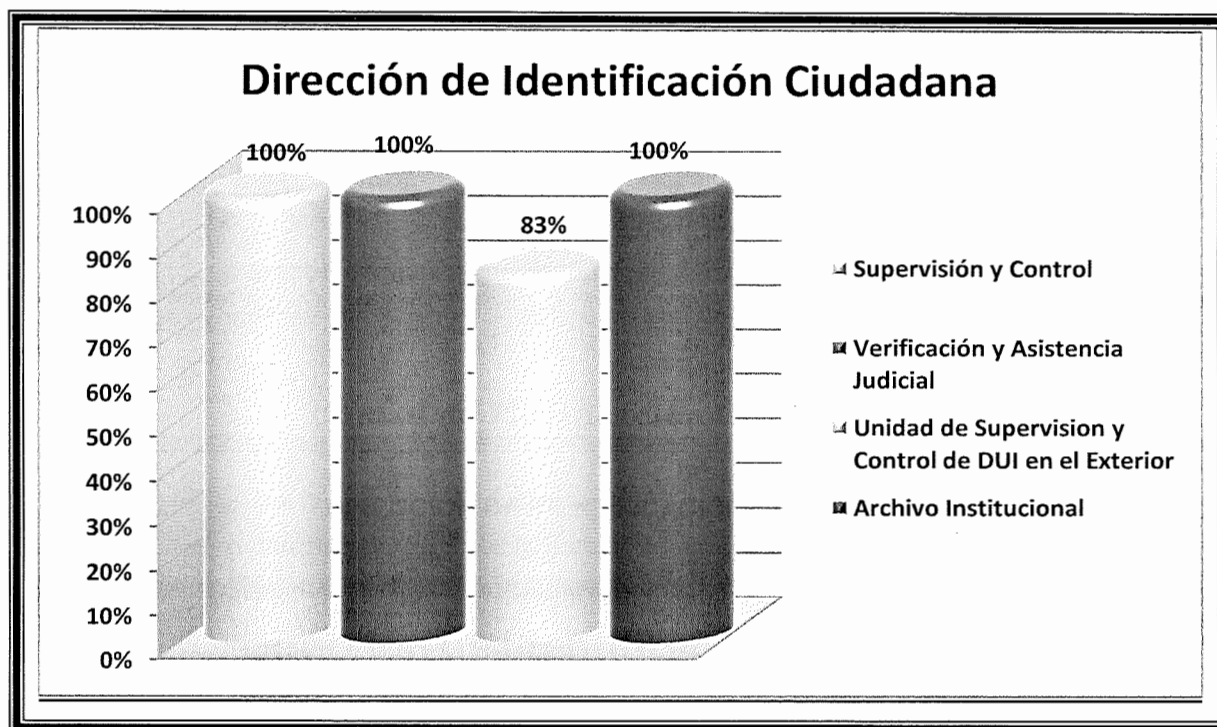 Dirección de Identificación Ciudadana
100%
100%
100%
83%
100%
90%
80%
70%
60%
50%
40%
30%
20%
10%
0%
Supervisión y Control
Verificación y Asistencia
Judicial
Unidad de Supervision y
Control de DUI en el Exterior
Archivo Institucional